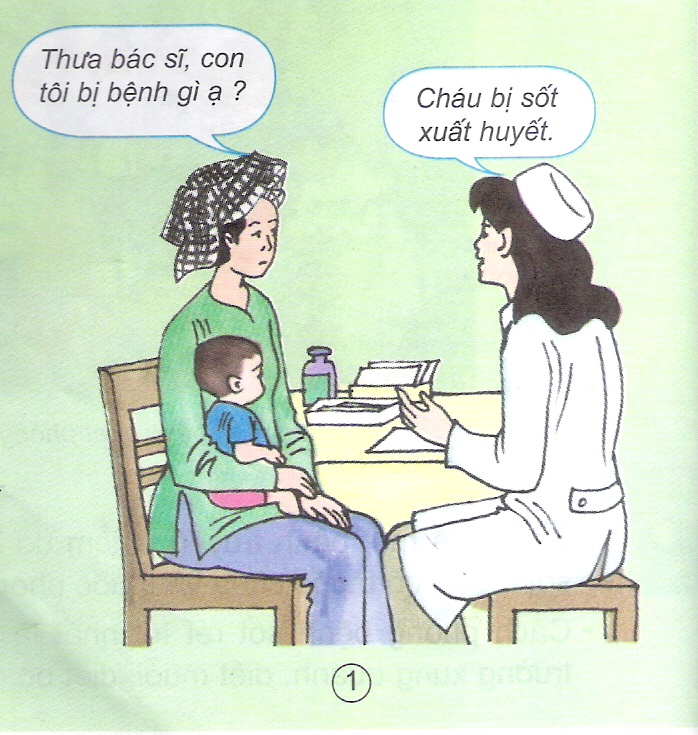 Thưa bác sĩ, con
tôi bị bệnh gì ạ ?
Cháu bị sốt
xuất huyết.
1